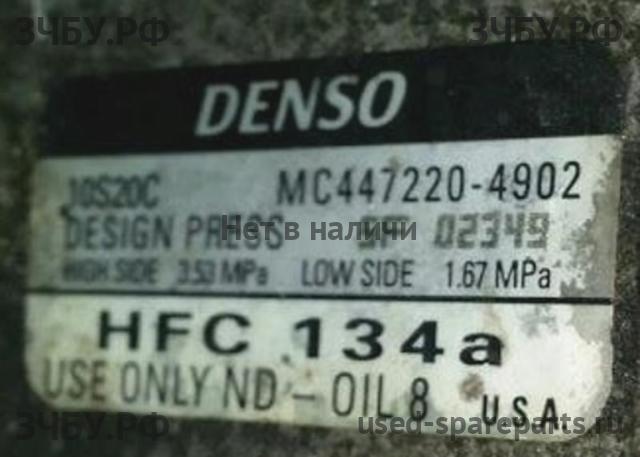 ЗЧБУ.РФ ЗЧБУ.РФ
DENSO
10S20C MC447220-4902
DESIGN PRESS 02349
Нет в наличи
HIGH SIDE 3.53 MPa LOW SIDE 1.67 MPa
HFC 134a
USE ONLY ND-OIL 8 U.S.A.
ЗЧБУ.РФ used-spareparts.ru